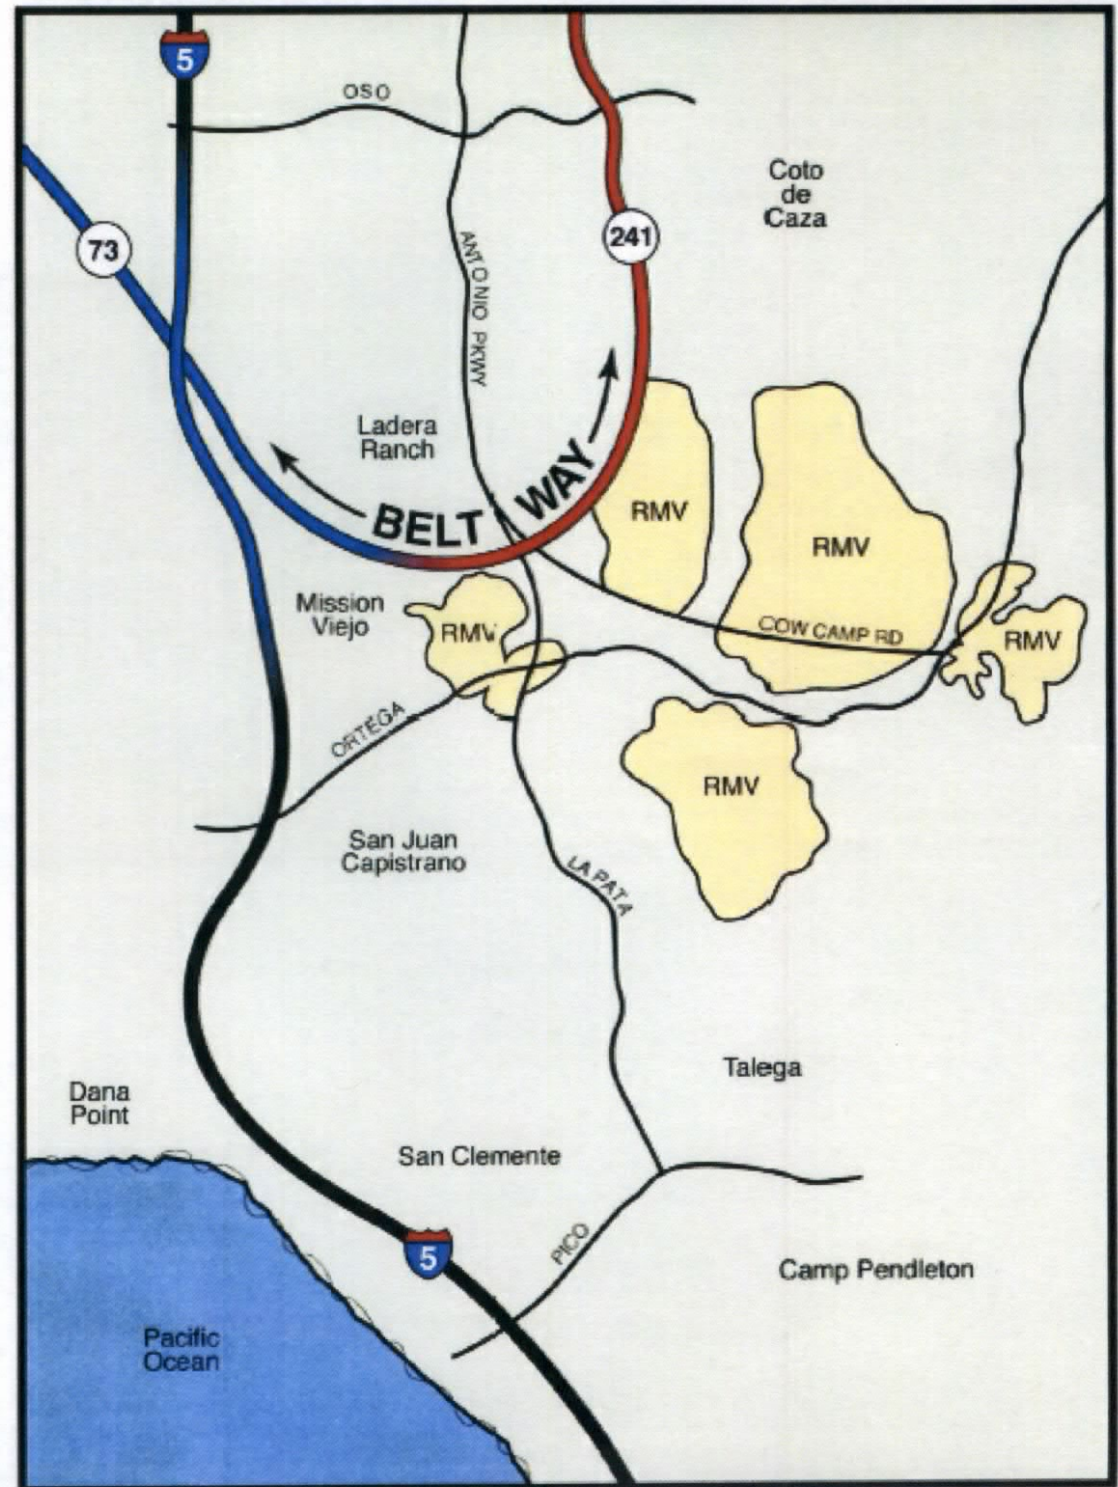 5
OSO
Coto
de
Caza
73
241
ANTONIO PKWY
Ladera
Ranch
BELT WAY
RMV
RMV
Mission
Viejo
RMV
COW CAMP RD
RMV
ORTEGA
RMV
San Juan
Capistrano
LA PATA
Talega
Dana
Point
San Clemente
PICO
5
Camp Pendleton
Pacific
Ocean